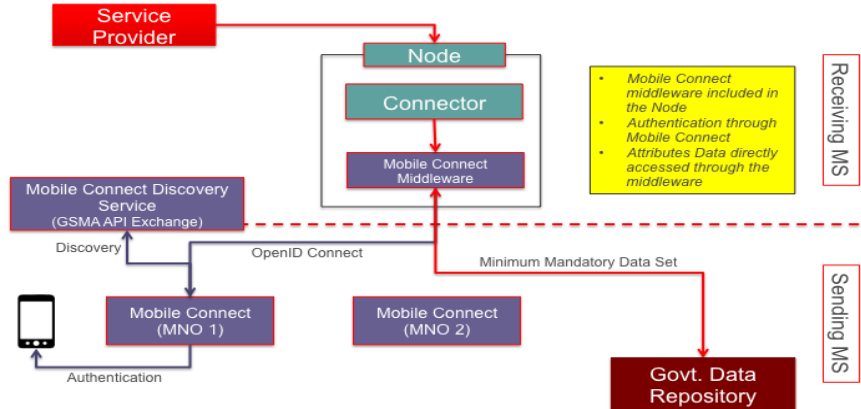 Service
Provider
Node
Connector
Mobile Connect
Middleware
• Mobile Connect
middleware included in
the Node
• Authentication through
Mobile Connect
• Attributes Data directly
accessed through the
middleware
Receiving MS
Mobile Connect Discovery
Service
(GSMA API Exchange)
Discovery
OpenID Connect
Minimum Mandatory Data Set
Mobile Connect
(MNO 1)
Mobile Connect
(MNO 2)
Sending MS
Authentication
Govt. Data
Repository